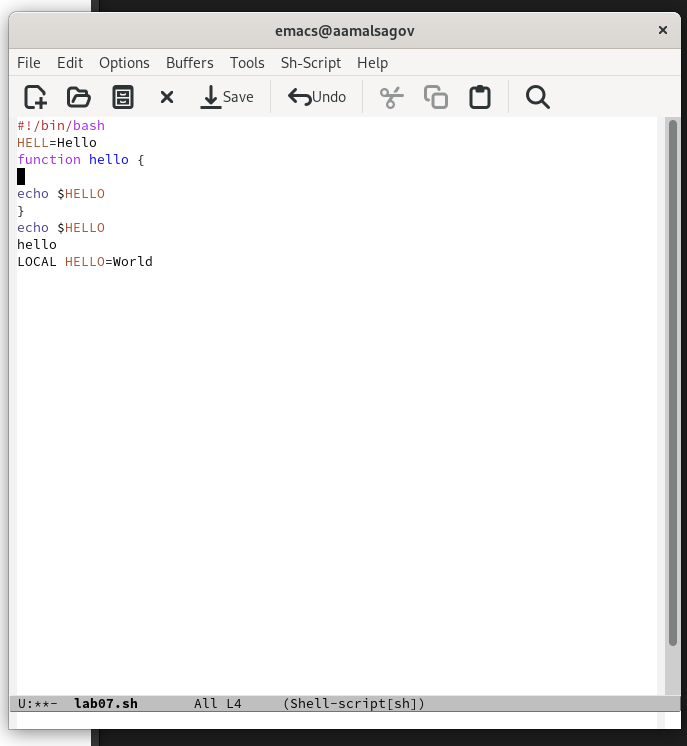 emacs@aamalsagov ×
File Edit Options Buffers Tools Sh-Script Help
Save Undo
#!/bin/bash
HELL=Hello
function hello {
echo $HELLO
}
echo $HELLO
hello
LOCAL HELLO=World
U:**- lab07.sh All L4 (Shell-script[sh])